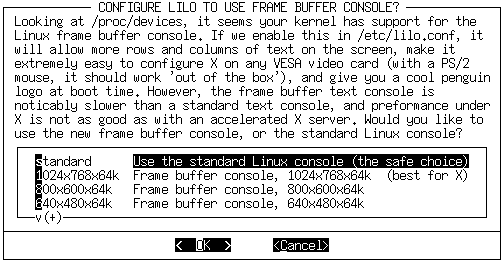 CONFIGURE LILO TO USE FRAME BUFFER CONSOLE?
Looking at /proc/devices, it seems your kernel has support for the
Linux frame buffer console. If we enable this in /etc/lilo.conf, it
will allow more rows and columns of text on the screen, make it
extremely easy to configure X on any VESA video card (with a PS/2
mouse, it should work 'out of the box'), and give you a cool penguin
logo at boot time. However, the frame buffer text console is
noticably slower than a standard text console, and preformance under
X is not as good as with an accelerated X server. Would you like to
use the new frame buffer console, or the standard Linux console?
standard Use the standard Linux console (the safe choice)
1024x768x64k Frame buffer console, 1024x768x64k (best for X)
800x600x64k Frame buffer console, 800x600x64k
640x480x64k Frame buffer console, 640x480x64k
v(+)
< OK > <Cancel>